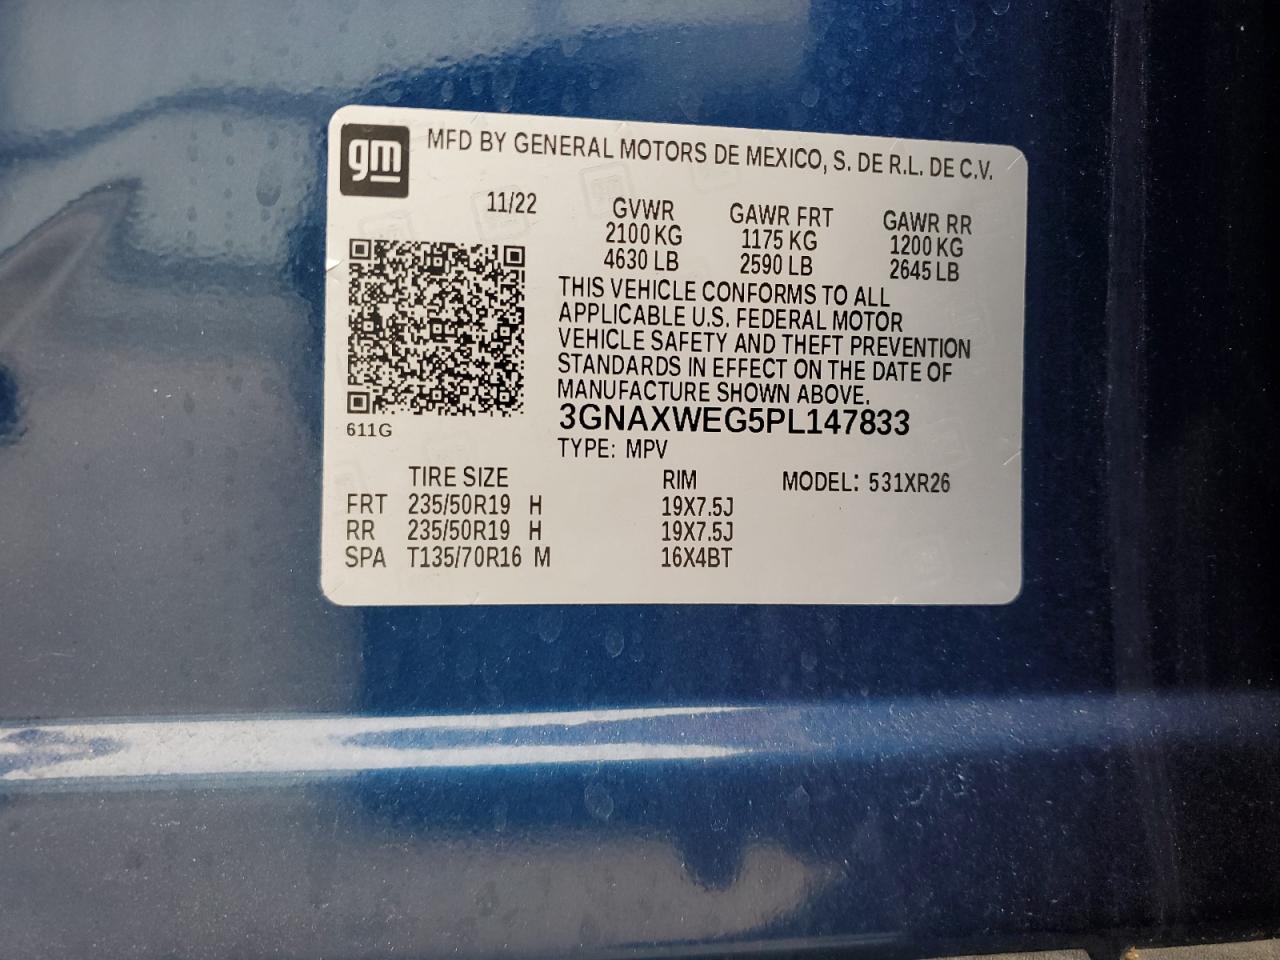 gm
MFD BY GENERAL MOTORS DE MEXICO, S. DE R.L. DE C.V.
11/22
GVWR GAWR FRT GAWR RR
2100 KG 1175 KG 1200 KG
4630 LB 2590 LB 2645 LB
THIS VEHICLE CONFORMS TO ALL
APPLICABLE U.S. FEDERAL MOTOR
VEHICLE SAFETY AND THEFT PREVENTION
STANDARDS IN EFFECT ON THE DATE OF
MANUFACTURE SHOWN ABOVE.
3GNAXWEG5PL147833
611G
TYPE: MPV
TIRE SIZE RIM MODEL: 531XR26
FRT 235/50R19 H 19X7.5J
RR 235/50R19 H 19X7.5J
SPA T135/70R16 M 16X4BT